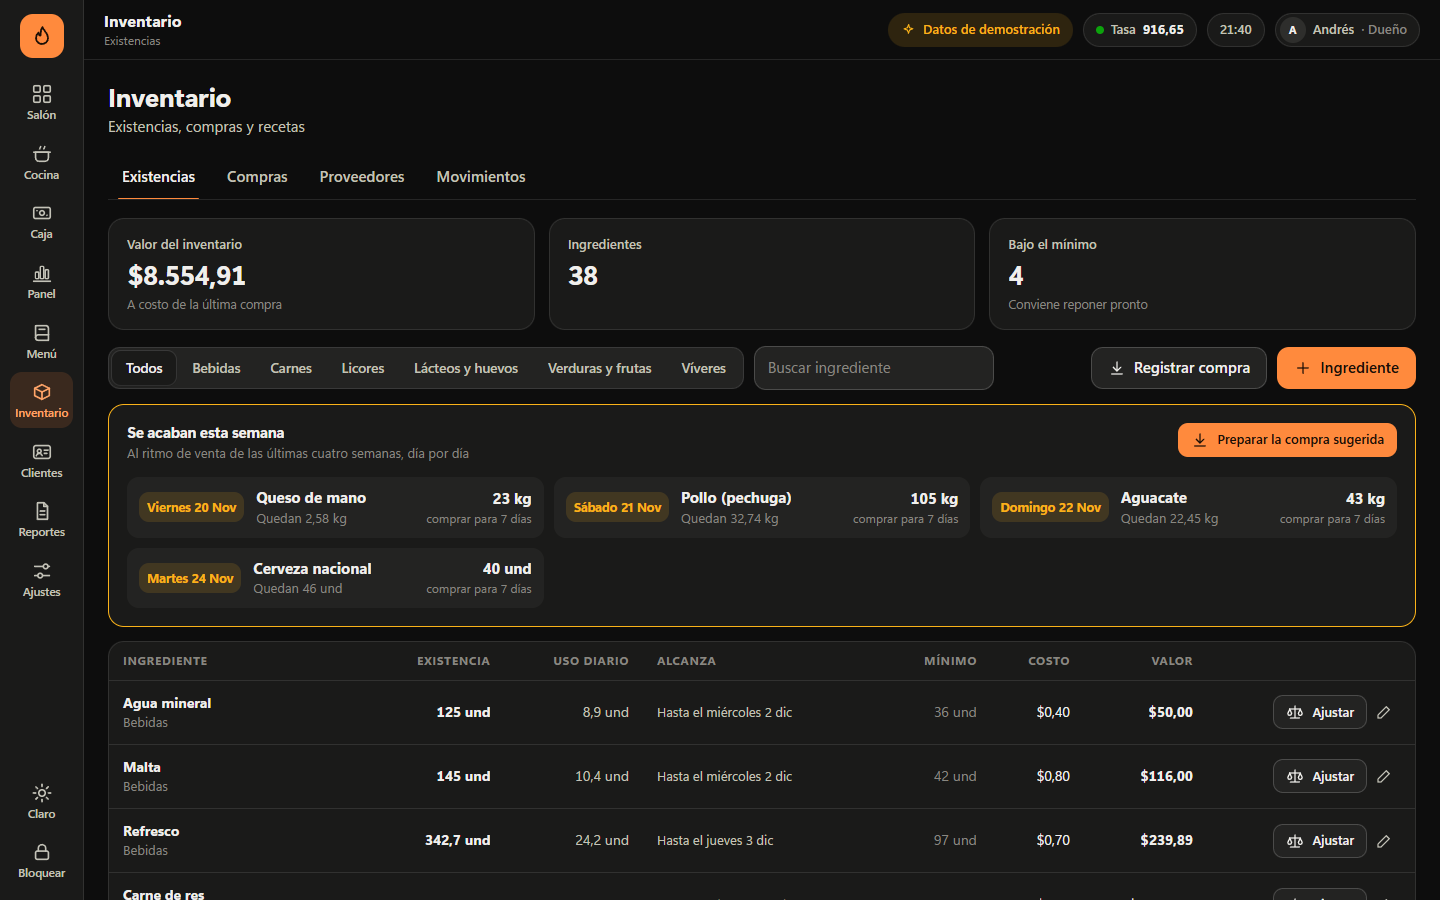 Inventario
Existencias
Datos de demostración
Tasa 916,65
21:40
A Andrés · Dueño
Salón
Cocina
Caja
Panel
Menú
Inventario
Clientes
Reportes
Ajustes
Claro
Bloquear
Inventario
Existencias, compras y recetas
Existencias Compras Proveedores Movimientos
Valor del inventario
$8.554,91
A costo de la última compra
Ingredientes
38
Bajo el mínimo
4
Conviene reponer pronto
Todos Bebidas Carnes Licores Lácteos y huevos Verduras y frutas Víveres
Buscar ingrediente
Registrar compra
Ingrediente
Se acaban esta semana
Al ritmo de venta de las últimas cuatro semanas, día por día
Preparar la compra sugerida
Viernes 20 Nov
Queso de mano
Quedan 2,58 kg
23 kg
comprar para 7 días
Sábado 21 Nov
Pollo (pechuga)
Quedan 32,74 kg
105 kg
comprar para 7 días
Domingo 22 Nov
Aguacate
Quedan 22,45 kg
43 kg
comprar para 7 días
Martes 24 Nov
Cerveza nacional
Quedan 46 und
40 und
comprar para 7 días
INGREDIENTE EXISTENCIA USO DIARIO ALCANZA MÍNIMO COSTO VALOR
Agua mineral
Bebidas
125 und 8,9 und Hasta el miércoles 2 dic 36 und $0,40 $50,00 Ajustar
Malta
Bebidas
145 und 10,4 und Hasta el miércoles 2 dic 42 und $0,80 $116,00 Ajustar
Refresco
Bebidas
342,7 und 24,2 und Hasta el jueves 3 dic 97 und $0,70 $239,89 Ajustar
Carne de res